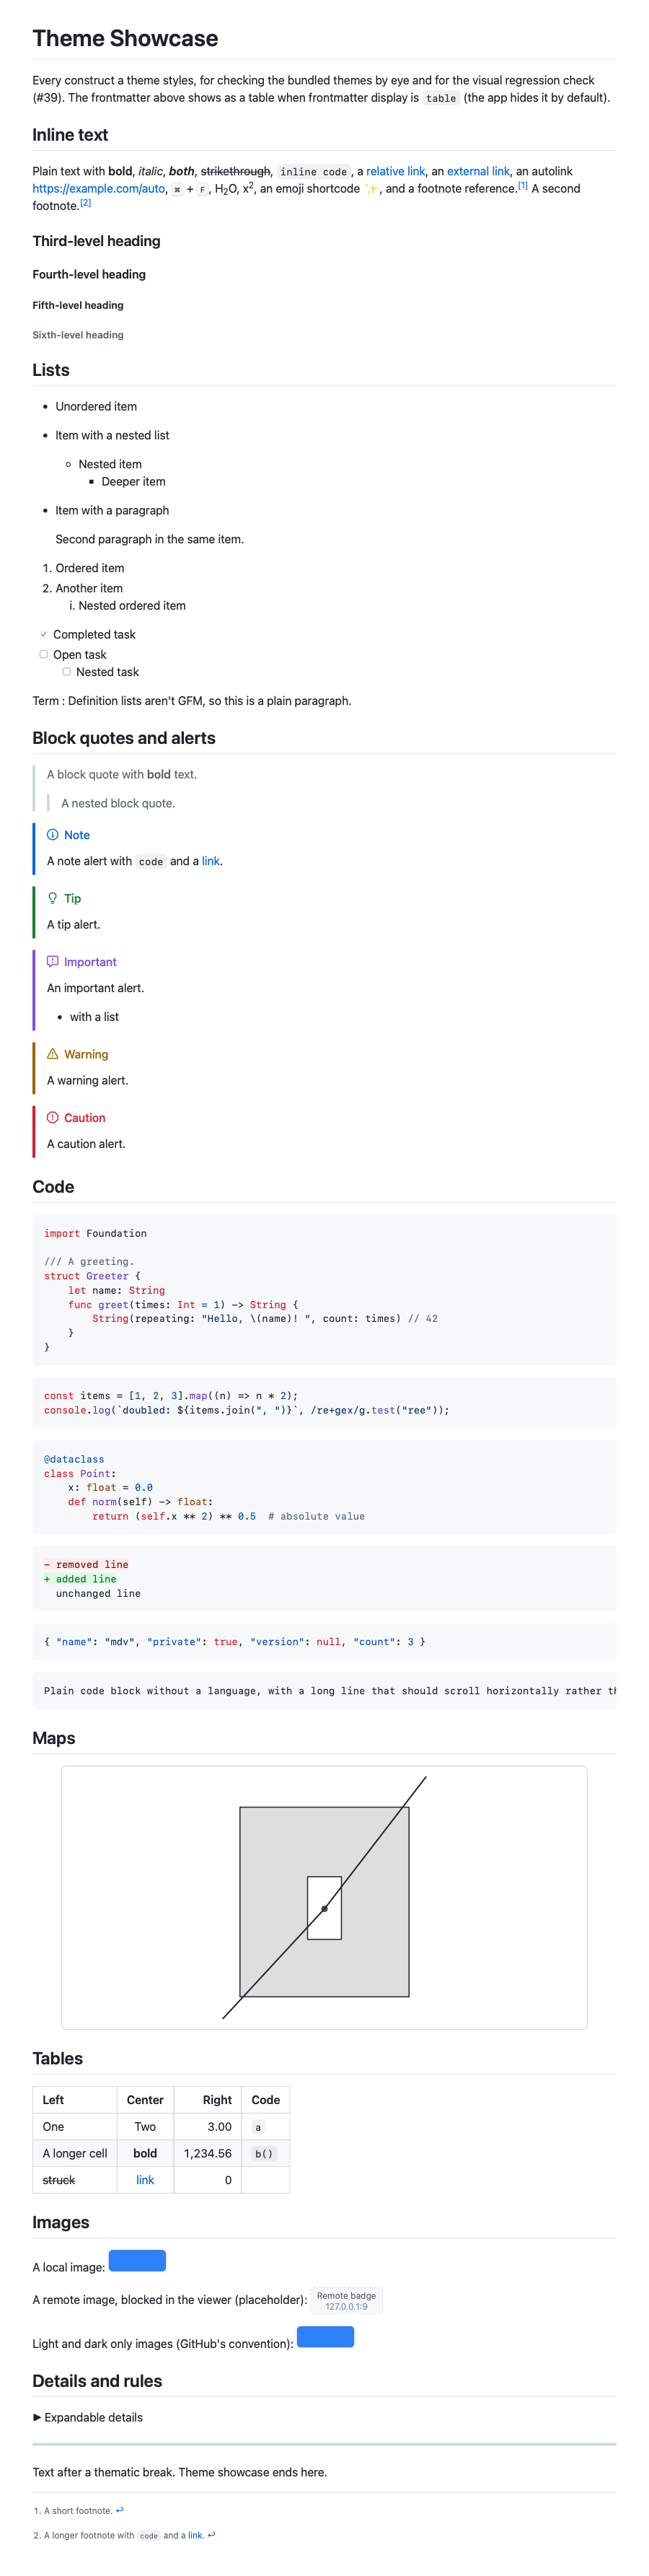 Theme Showcase
Every construct a theme styles, for checking the bundled themes by eye and for the visual regression check
(#39). The frontmatter above shows as a table when frontmatter display is table (the app hides it by default).
Inline text
Plain text with bold, italic, both, strikethrough, inline code, a relative link, an external link, an autolink
https://example.com/auto, ⌘ + F, H2O, x2, an emoji shortcode ✨, and a footnote reference.[1] A second
footnote.[2]
Third-level heading
Fourth-level heading
Fifth-level heading
Sixth-level heading
Lists
• Unordered item
• Item with a nested list
◦ Nested item
▪ Deeper item
• Item with a paragraph
Second paragraph in the same item.
1. Ordered item
2. Another item
i. Nested ordered item
Completed task
Open task
Nested task
Term : Definition lists aren't GFM, so this is a plain paragraph.
Block quotes and alerts
A block quote with bold text.
A nested block quote.
Note
A note alert with code and a link.
Tip
A tip alert.
Important
An important alert.
• with a list
Warning
A warning alert.
Caution
A caution alert.
Code
import Foundation
/// A greeting.
struct Greeter {
    let name: String
    func greet(times: Int = 1) -> String {
        String(repeating: "Hello, \(name)! ", count: times) // 42
    }
}
const items = [1, 2, 3].map((n) => n * 2);
console.log(`doubled: ${items.join(", ")}`, /re+gex/g.test("ree"));
@dataclass
class Point:
    x: float = 0.0
    def norm(self) -> float:
        return (self.x ** 2) ** 0.5  # absolute value
- removed line
+ added line
  unchanged line
{ "name": "mdv", "private": true, "version": null, "count": 3 }
Plain code block without a language, with a long line that should scroll horizontally rather th
Maps
Tables
Left Center Right Code
One Two 3.00 a
A longer cell bold 1,234.56 b()
struck link 0
Images
A local image:
A remote image, blocked in the viewer (placeholder): Remote badge
127.0.0.1:9
Light and dark only images (GitHub's convention):
Details and rules
▶ Expandable details
Text after a thematic break. Theme showcase ends here.
1. A short footnote. ↩
2. A longer footnote with code and a link. ↩